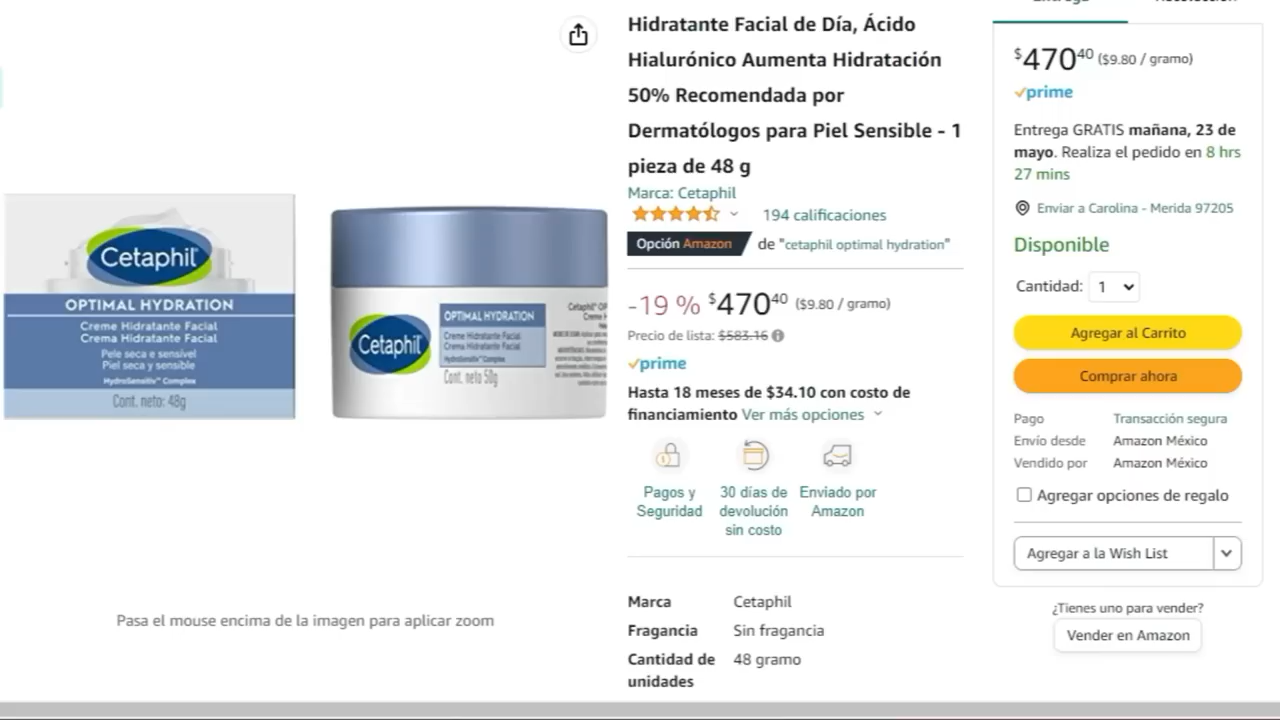 Hidratante Facial de Día, Ácido
Hialurónico Aumenta Hidratación
50% Recomendada por
Dermatólogos para Piel Sensible - 1
pieza de 48 g
Marca: Cetaphil
194 calificaciones
Opción Amazon de "cetaphil optimal hydration"
-19 % $470.40 ($9.80 / gramo)
Precio de lista: $583.16
prime
Hasta 18 meses de $34.10 con costo de
financiamiento Ver más opciones
Pagos y
Seguridad
30 días de
devolución
sin costo
Enviado por
Amazon
Marca Cetaphil
Fragancia Sin fragancia
Cantidad de 48 gramo
unidades
Cetaphil
OPTIMAL HYDRATION
Creme Hidratante Facial
Crema Hidratante Facial
Pele seca e sensível
Piel seca y sensible
HydroSensitiv™ Complex
Cont. neto: 48g
Cetaphil
OPTIMAL HYDRATION
Creme Hidratante Facial
Crema Hidratante Facial
HydroSensitiv™ Complex
Cont. neto 50g
Pasa el mouse encima de la imagen para aplicar zoom
$470.40 ($9.80 / gramo)
prime
Entrega GRATIS mañana, 23 de
mayo. Realiza el pedido en 8 hrs
27 mins
Enviar a Carolina - Merida 97205
Disponible
Cantidad: 1
Agregar al Carrito
Comprar ahora
Pago Transacción segura
Envío desde Amazon México
Vendido por Amazon México
Agregar opciones de regalo
Agregar a la Wish List
¿Tienes uno para vender?
Vender en Amazon